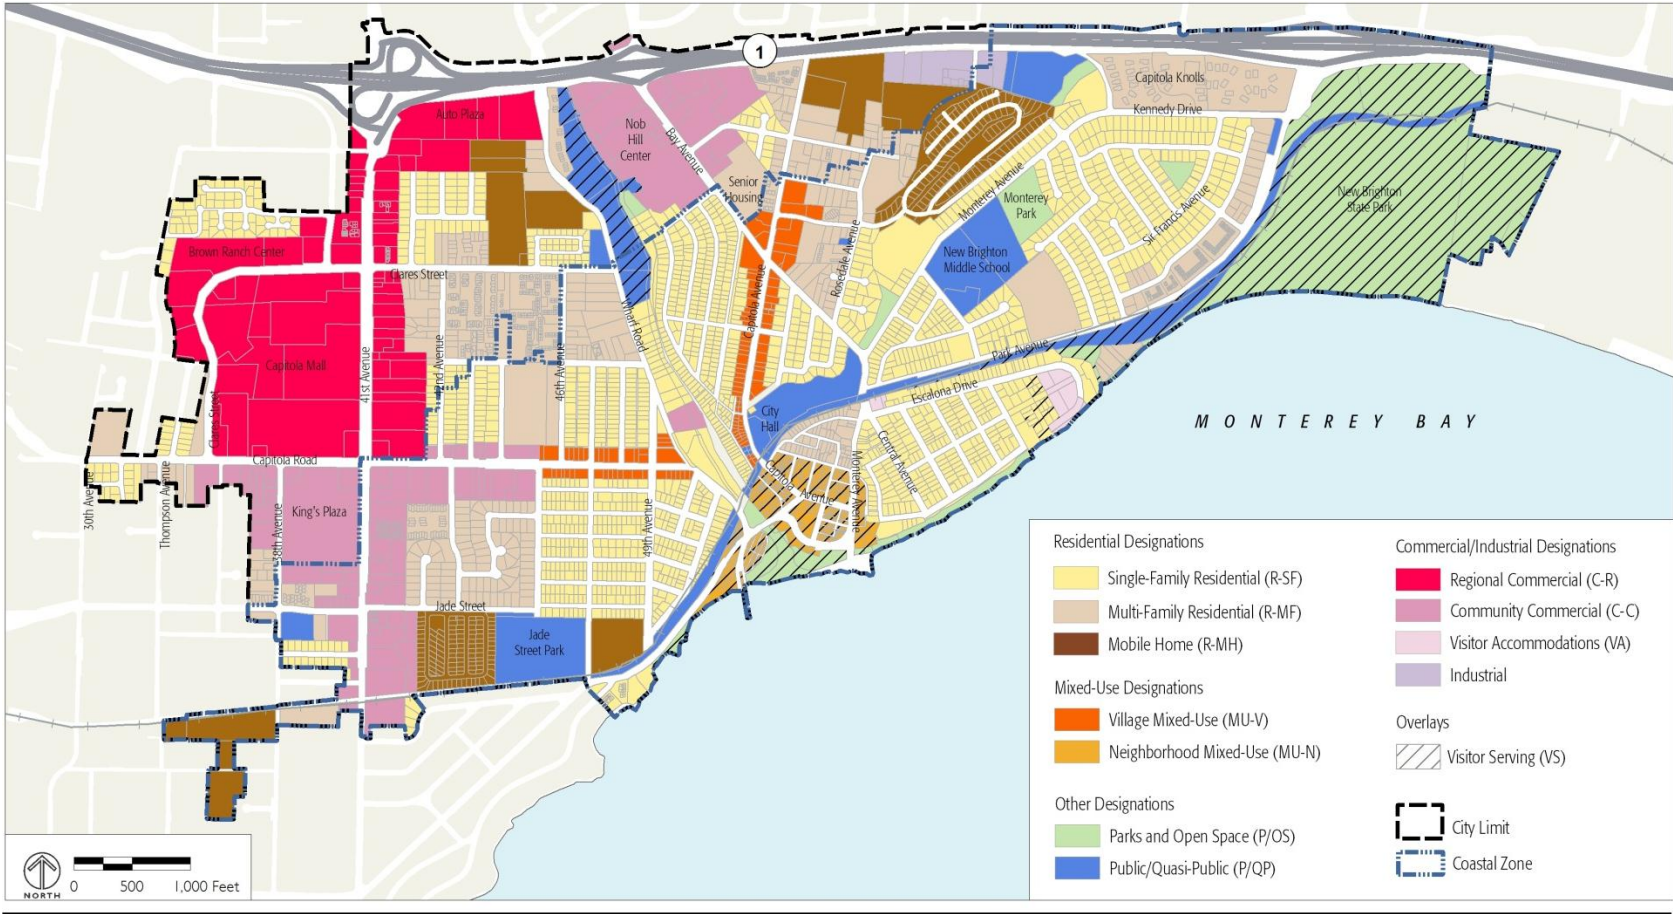 1
Auto Plaza
Nob
Hill
Center
Bay Avenue
Senior
Housing
Capitola Knolls
Kennedy Drive
Monterey Avenue
Monterey
Park
Sir Francis Avenue
New Brighton
State Park
Brown Ranch Center
Clares Street
Wharf Road
Capitola Avenue
Rosedale Avenue
New Brighton
Middle School
Capitola Mall
41st Avenue
42nd Avenue
46th Avenue
Park Avenue
Escalona Drive
Clares Street
City
Hall
Central Avenue
MONTEREY BAY
Capitola Road
Capitola Avenue
Monterey Avenue
30th Avenue
Thompson Avenue
38th Avenue
King's Plaza
49th Avenue
Jade Street
Jade
Street Park
Residential Designations
Single-Family Residential (R-SF)
Multi-Family Residential (R-MF)
Mobile Home (R-MH)
Mixed-Use Designations
Village Mixed-Use (MU-V)
Neighborhood Mixed-Use (MU-N)
Other Designations
Parks and Open Space (P/OS)
Public/Quasi-Public (P/QP)
Commercial/Industrial Designations
Regional Commercial (C-R)
Community Commercial (C-C)
Visitor Accommodations (VA)
Industrial
Overlays
Visitor Serving (VS)
City Limit
Coastal Zone
NORTH
0 500 1,000 Feet